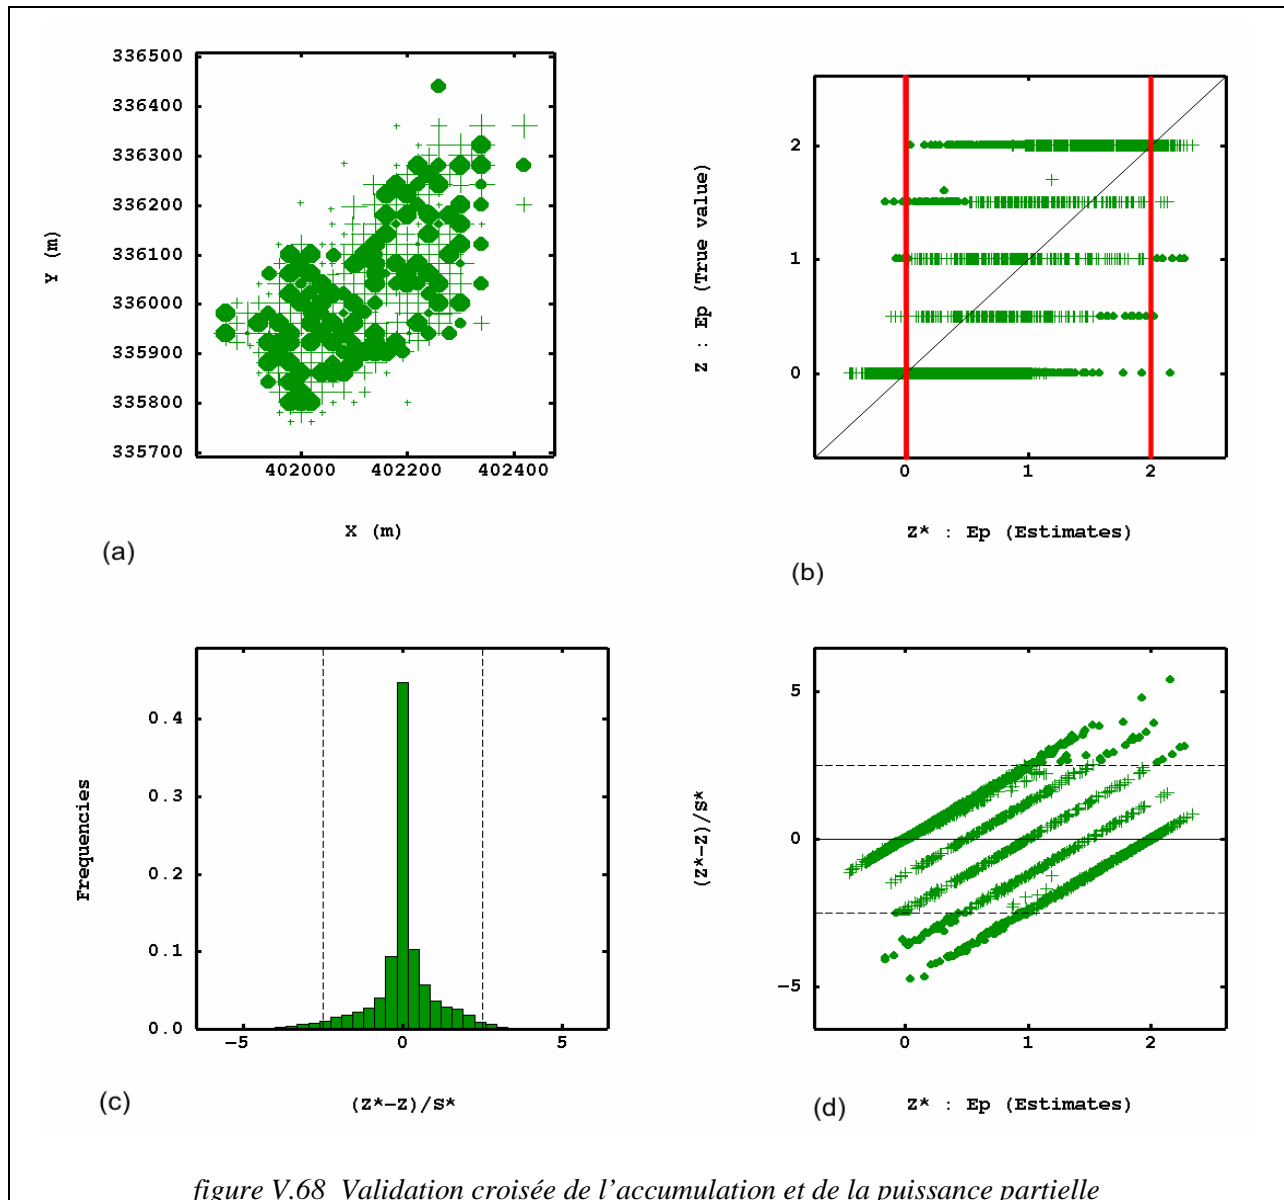 336500
336400
336300
336200
336100
336000
335900
335800
335700
Y (m)
402000 402200 402400
X (m)
(a)
2
1
0
Z : Ep (True value)
0 1 2
Z* : Ep (Estimates)
(b)
0.4
0.3
0.2
0.1
0.0
Frequencies
−5 0 5
(Z*−Z)/S*
(c)
5
0
−5
(Z*−Z)/S*
0 1 2
Z* : Ep (Estimates)
(d)
figure V.68 Validation croisée de l’accumulation et de la puissance partielle